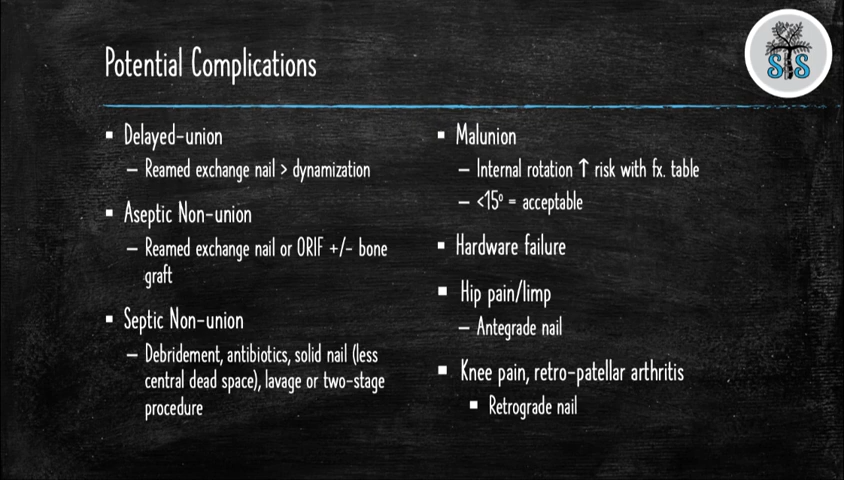 Potential Complications
STS
▪ Delayed-union
– Reamed exchange nail > dynamization
▪ Aseptic Non-union
– Reamed exchange nail or ORIF +/- bone
graft
▪ Septic Non-union
– Debridement, antibiotics, solid nail (less
central dead space), lavage or two-stage
procedure
▪ Malunion
– Internal rotation ↑ risk with fx. table
– <15° = acceptable
▪ Hardware failure
▪ Hip pain/limp
– Antegrade nail
▪ Knee pain, retro-patellar arthritis
▪ Retrograde nail